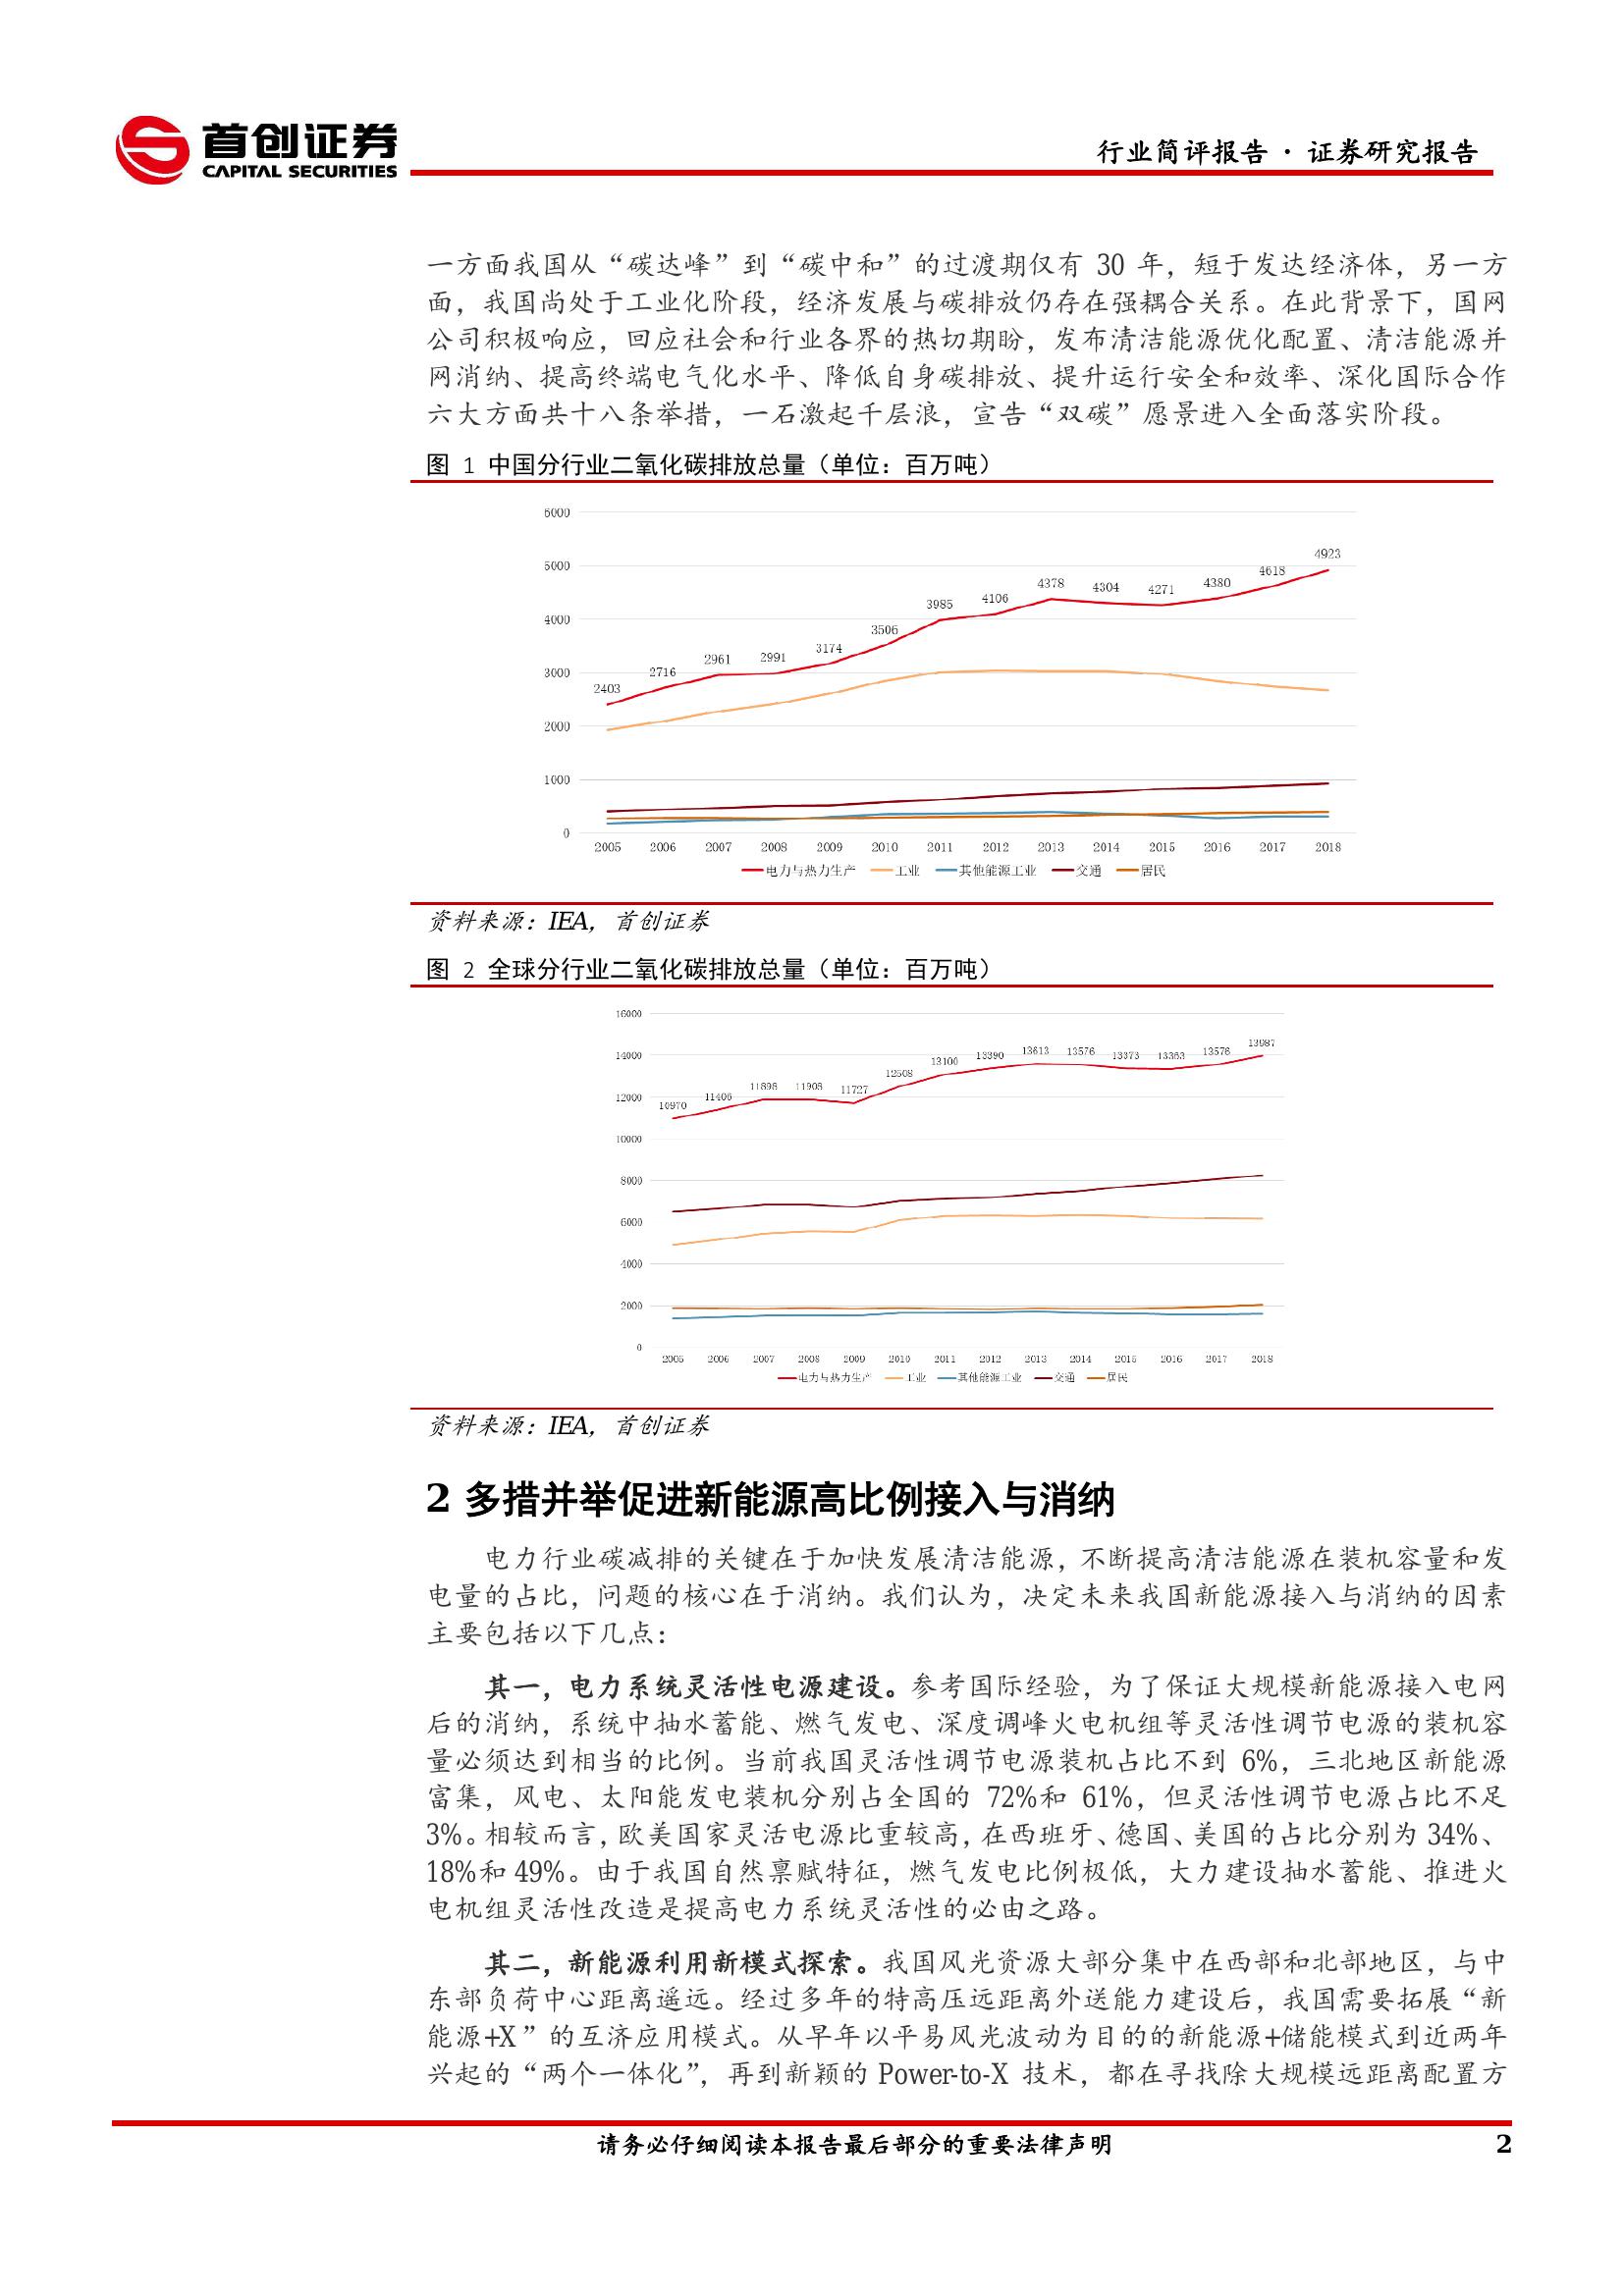 首创证券
CAPITAL SECURITIES
行业简评报告 · 证券研究报告
一方面我国从“碳达峰”到“碳中和”的过渡期仅有 30 年，短于发达经济体，另一方
面，我国尚处于工业化阶段，经济发展与碳排放仍存在强耦合关系。在此背景下，国网
公司积极响应，回应社会和行业各界的热切期盼，发布清洁能源优化配置、清洁能源并
网消纳、提高终端电气化水平、降低自身碳排放、提升运行安全和效率、深化国际合作
六大方面共十八条举措，一石激起千层浪，宣告“双碳”愿景进入全面落实阶段。
图 1 中国分行业二氧化碳排放总量（单位：百万吨）
6000
5000
4000
3000
2000
1000
0
2403 2716 2961 2991 3174 3506 3985 4106 4378 4304 4271 4380 4618 4923
2005 2006 2007 2008 2009 2010 2011 2012 2013 2014 2015 2016 2017 2018
电力与热力生产 工业 其他能源工业 交通 居民
资料来源：IEA，首创证券
图 2 全球分行业二氧化碳排放总量（单位：百万吨）
16000
14000
12000
10000
8000
6000
4000
2000
0
10970 11406 11898 11908 11727 12508 13100 13390 13613 13576 13373 13363 13576 13987
2005 2006 2007 2008 2009 2010 2011 2012 2013 2014 2015 2016 2017 2018
电力与热力生产 工业 其他能源工业 交通 居民
资料来源：IEA，首创证券
2 多措并举促进新能源高比例接入与消纳
电力行业碳减排的关键在于加快发展清洁能源，不断提高清洁能源在装机容量和发
电量的占比，问题的核心在于消纳。我们认为，决定未来我国新能源接入与消纳的因素
主要包括以下几点：
其一，电力系统灵活性电源建设。参考国际经验，为了保证大规模新能源接入电网
后的消纳，系统中抽水蓄能、燃气发电、深度调峰火电机组等灵活性调节电源的装机容
量必须达到相当的比例。当前我国灵活性调节电源装机占比不到 6%，三北地区新能源
富集，风电、太阳能发电装机分别占全国的 72%和 61%，但灵活性调节电源占比不足
3%。相较而言，欧美国家灵活电源比重较高，在西班牙、德国、美国的占比分别为 34%、
18%和 49%。由于我国自然禀赋特征，燃气发电比例极低，大力建设抽水蓄能、推进火
电机组灵活性改造是提高电力系统灵活性的必由之路。
其二，新能源利用新模式探索。我国风光资源大部分集中在西部和北部地区，与中
东部负荷中心距离遥远。经过多年的特高压远距离外送能力建设后，我国需要拓展“新
能源+X”的互济应用模式。从早年以平易风光波动为目的的新能源+储能模式到近两年
兴起的“两个一体化”，再到新颖的 Power-to-X 技术，都在寻找除大规模远距离配置方
请务必仔细阅读本报告最后部分的重要法律声明
2